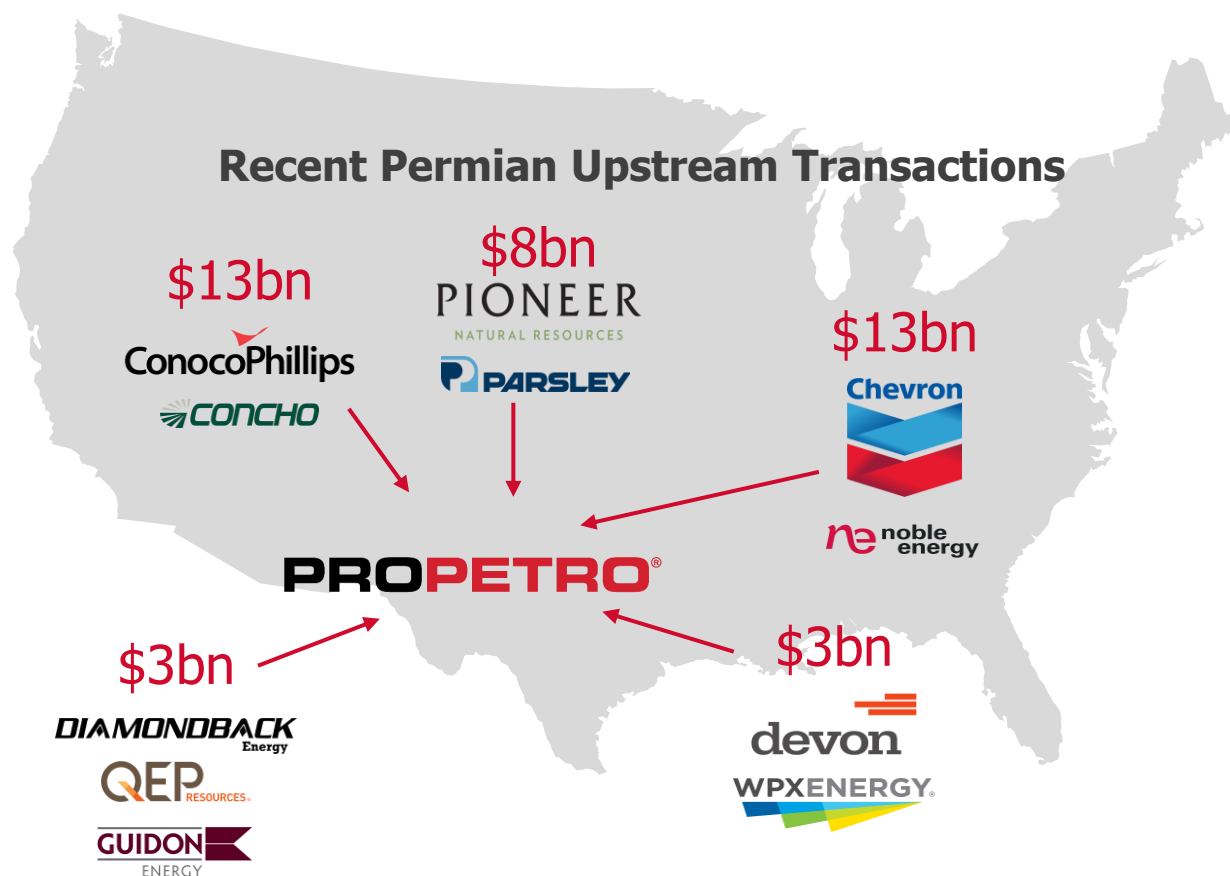 Recent Permian Upstream Transactions
$13bn
ConocoPhillips
CONCHO
$8bn
PIONEER
NATURAL RESOURCES
PARSLEY
$13bn
Chevron
ne noble
energy
PROPETRO®
$3bn
DIAMONDBACK
Energy
QEP
RESOURCES®
GUIDON
ENERGY
$3bn
devon
WPXENERGY®